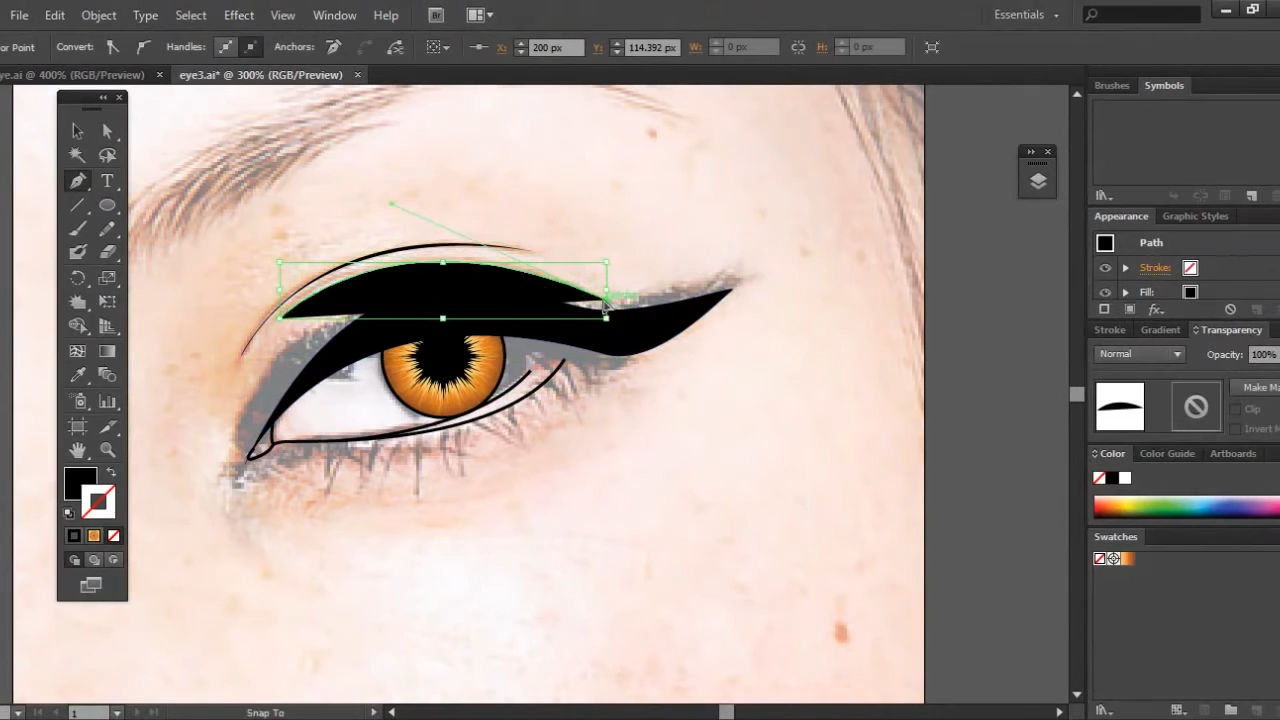 File Edit Object Type Select Effect View Window Help Br Essentials
or Point Convert: Handles: Anchors: X: 200 px Y: 114.392 px W: 0 px H: 0 px
ye.ai @ 400% (RGB/Preview) × eye3.ai* @ 300% (RGB/Preview) ×
Brushes Symbols
Appearance Graphic Styles
Path
Stroke:
Fill:
Stroke Gradient Transparency
Normal Opacity: 100%
Make Ma
Clip
Invert M
Color Color Guide Artboards
Swatches
1 Snap To